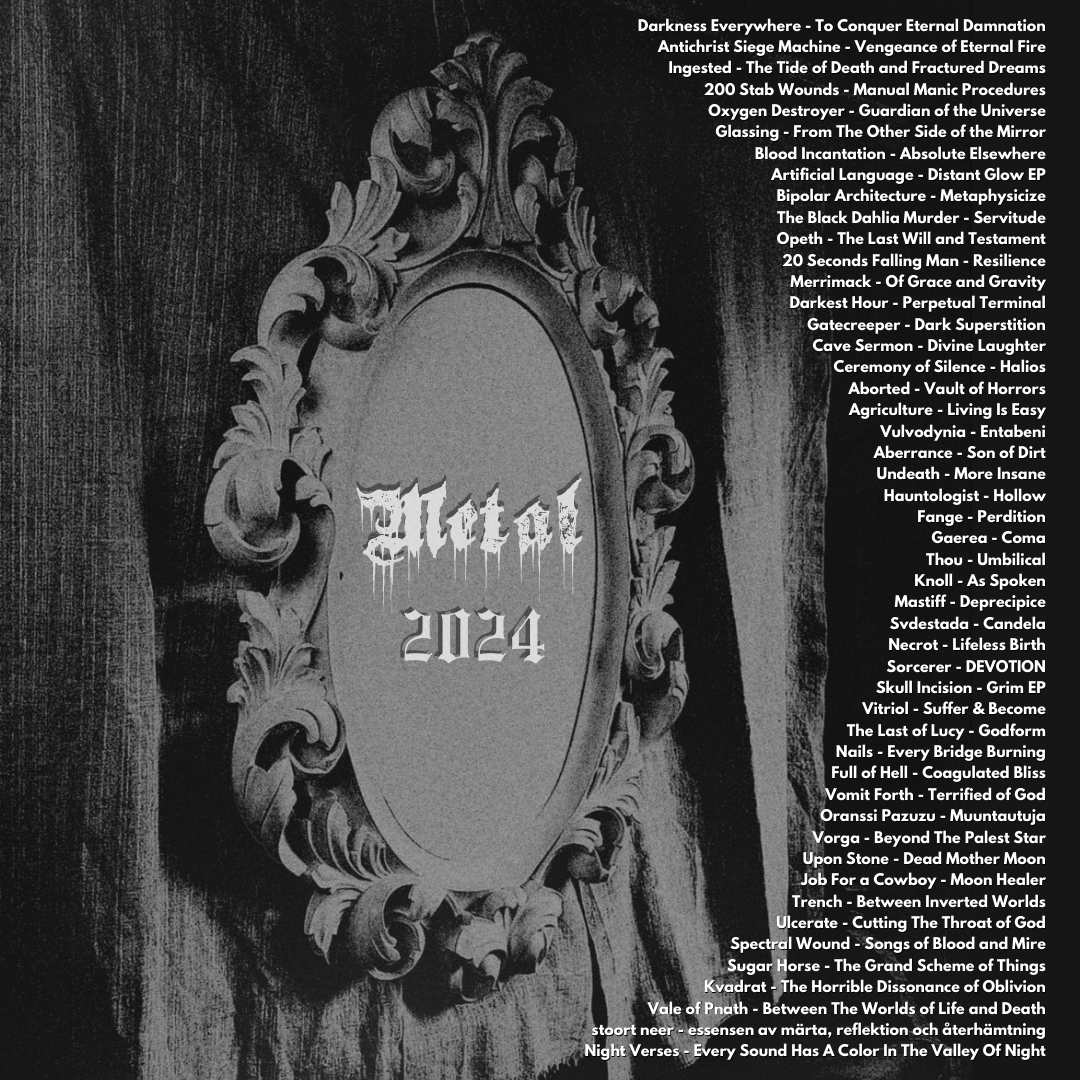 Darkness Everywhere - To Conquer Eternal Damnation
Antichrist Siege Machine - Vengeance of Eternal Fire
Ingested - The Tide of Death and Fractured Dreams
200 Stab Wounds - Manual Manic Procedures
Oxygen Destroyer - Guardian of the Universe
Glassing - From The Other Side of the Mirror
Blood Incantation - Absolute Elsewhere
Artificial Language - Distant Glow EP
Bipolar Architecture - Metaphysicize
The Black Dahlia Murder - Servitude
Opeth - The Last Will and Testament
20 Seconds Falling Man - Resilience
Merrimack - Of Grace and Gravity
Darkest Hour - Perpetual Terminal
Gatecreeper - Dark Superstition
Cave Sermon - Divine Laughter
Ceremony of Silence - Halios
Aborted - Vault of Horrors
Agriculture - Living Is Easy
Vulvodynia - Entabeni
Aberrance - Son of Dirt
Undeath - More Insane
Hauntologist - Hollow
Fange - Perdition
Gaerea - Coma
Thou - Umbilical
Knoll - As Spoken
Mastiff - Deprecipice
Svdestada - Candela
Necrot - Lifeless Birth
Sorcerer - DEVOTION
Skull Incision - Grim EP
Vitriol - Suffer & Become
The Last of Lucy - Godform
Nails - Every Bridge Burning
Full of Hell - Coagulated Bliss
Vomit Forth - Terrified of God
Oranssi Pazuzu - Muuntautuja
Vorga - Beyond The Palest Star
Upon Stone - Dead Mother Moon
Job For a Cowboy - Moon Healer
Trench - Between Inverted Worlds
Ulcerate - Cutting The Throat of God
Spectral Wound - Songs of Blood and Mire
Sugar Horse - The Grand Scheme of Things
Kvadrat - The Horrible Dissonance of Oblivion
Vale of Pnath - Between The Worlds of Life and Death
stoort neer - essensen av märta, reflektion och återhämtning
Night Verses - Every Sound Has A Color In The Valley Of Night
Metal
2024